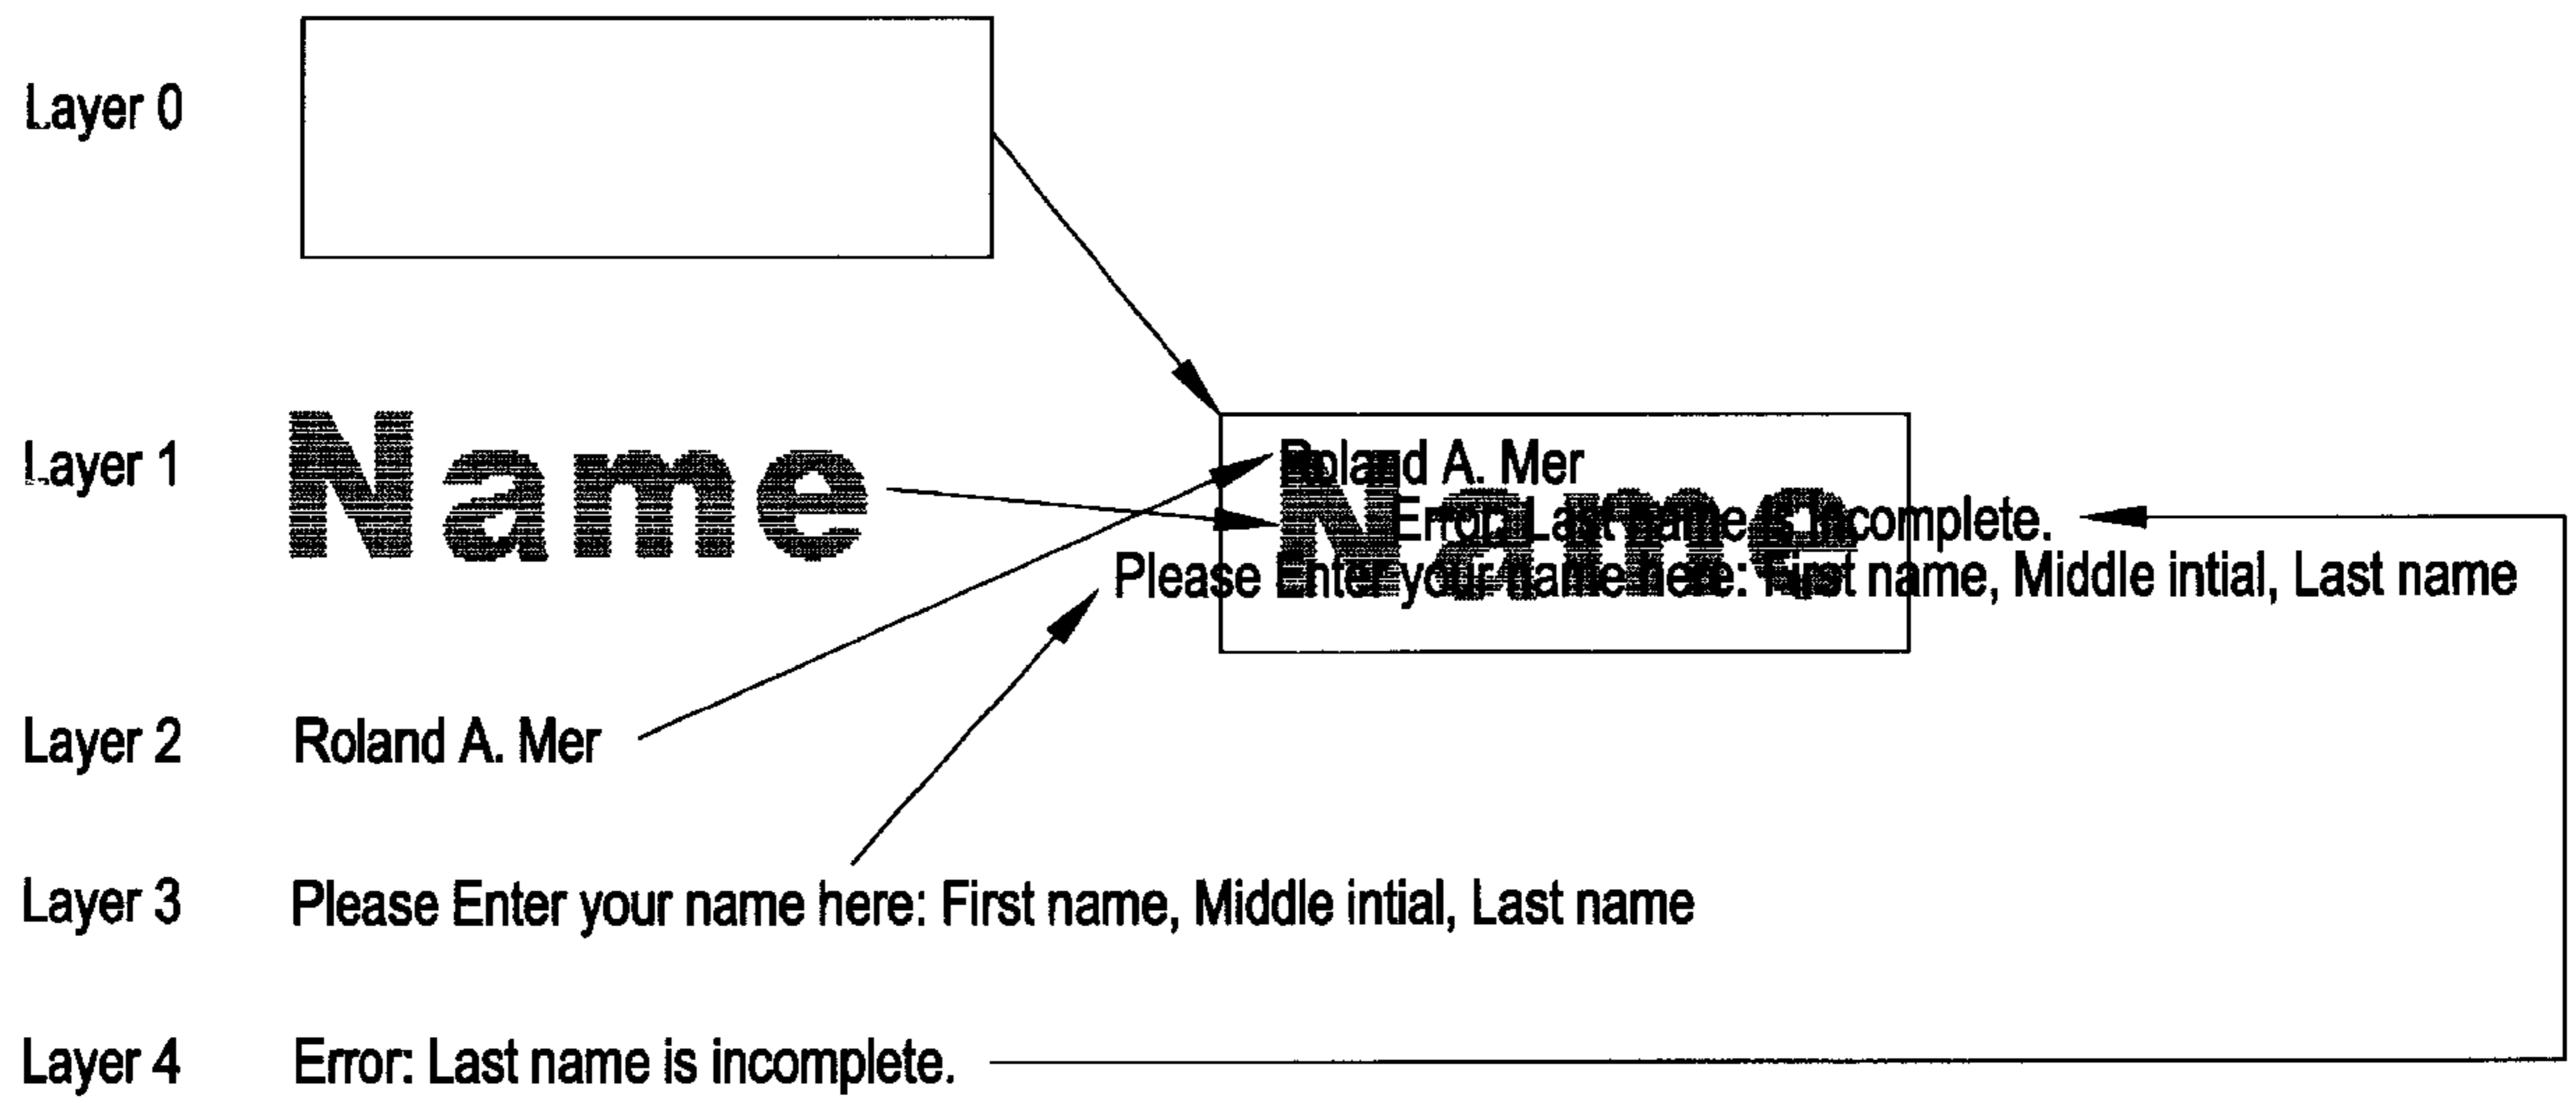 Layer 0
Layer 1 Name
Roland A. Mer
Error: Last name is incomplete.
Please Enter your name here: First name, Middle intial, Last name
Name
Layer 2 Roland A. Mer
Layer 3 Please Enter your name here: First name, Middle intial, Last name
Layer 4 Error: Last name is incomplete.